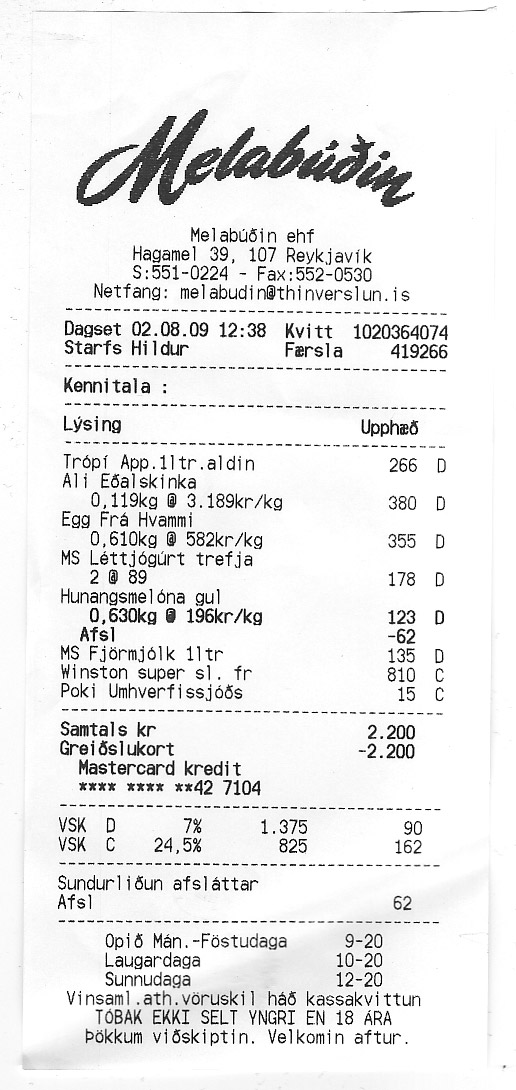 Melabúðin
Melabúðin ehf
Hagamel 39, 107 Reykjavík
S:551-0224 - Fax:552-0530
Netfang: melabudin@thinverslun.is
Dagset 02.08.09 12:38 Kvitt 1020364074
Starfs Hildur Færsla 419266
Kennitala :
Lýsing Upphæð
Trópí App.1ltr.aldin 266 D
Ali Eðalskinka
0,119kg @ 3.189kr/kg 380 D
Egg Frá Hvammi
0,610kg @ 582kr/kg 355 D
MS Léttjógúrt trefja
2 @ 89 178 D
Hunangsmelóna gul
0,630kg @ 196kr/kg 123 D
Afsl -62
MS Fjörmjólk 1ltr 135 D
Winston super sl. fr 810 C
Poki Umhverfissjóðs 15 C
Samtals kr 2.200
Greiðslukort -2.200
Mastercard kredit
**** **** **42 7104
VSK D 7% 1.375 90
VSK C 24,5% 825 162
Sundurliðun afsláttar
Afsl 62
Opið Mán.-Föstudaga 9-20
Laugardaga 10-20
Sunnudaga 12-20
Vinsaml.ath.vöruskil háð kassakvittun
TÓBAK EKKI SELT YNGRI EN 18 ÁRA
Þökkum viðskiptin. Velkomin aftur.